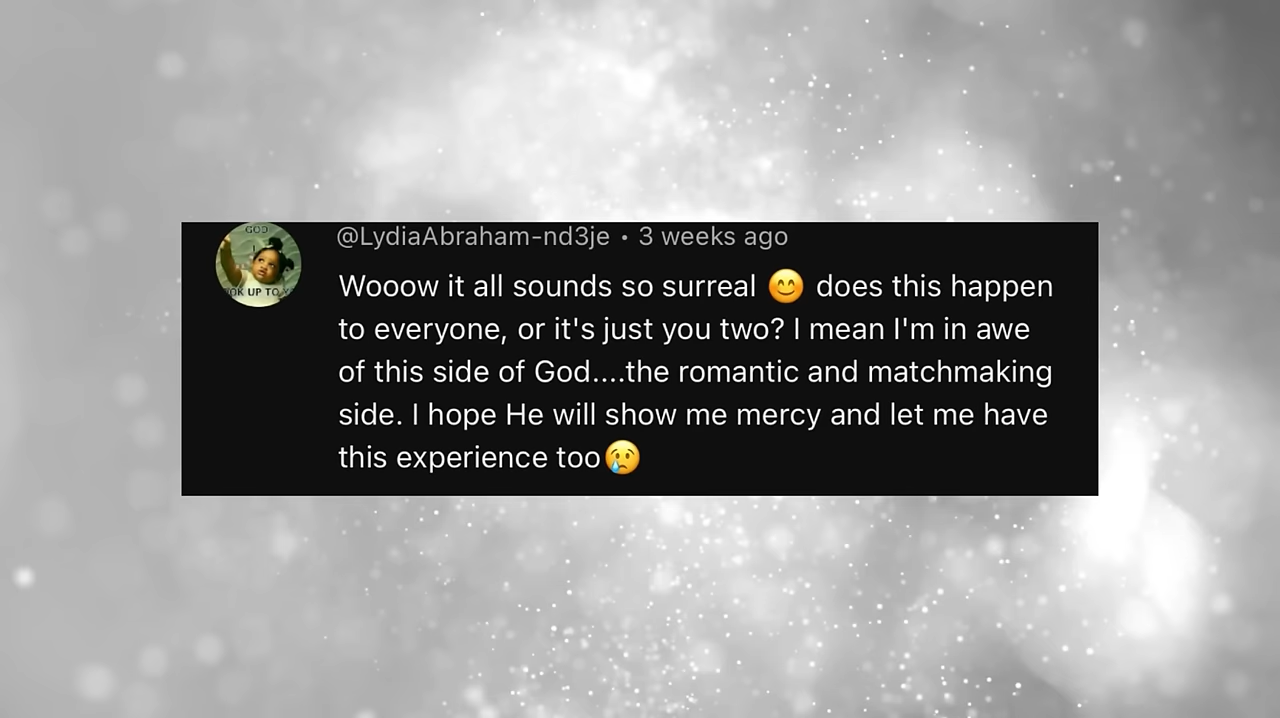 GOD
@LydiaAbraham-nd3je • 3 weeks ago
Wooow it all sounds so surreal 😊 does this happen
to everyone, or it's just you two? I mean I'm in awe
of this side of God....the romantic and matchmaking
side. I hope He will show me mercy and let me have
this experience too😢
UP TO